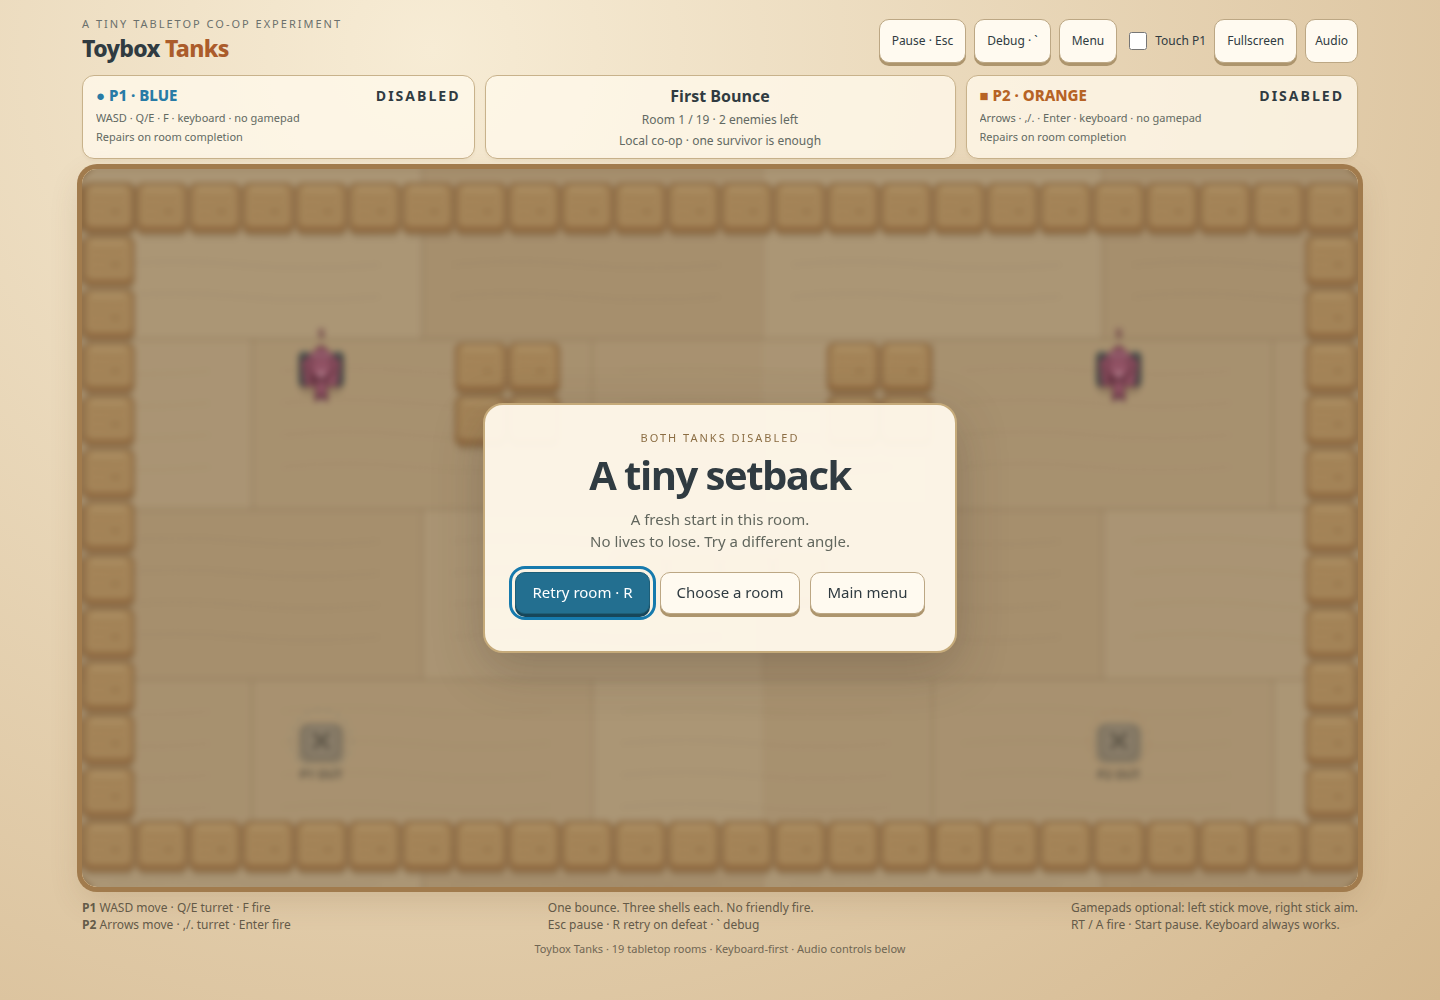 A TINY TABLETOP CO-OP EXPERIMENT
Toybox Tanks
Pause · Esc
Debug · `
Menu
Touch P1
Fullscreen
Audio
● P1 · BLUE
DISABLED
WASD · Q/E · F · keyboard · no gamepad
Repairs on room completion
First Bounce
Room 1 / 19 · 2 enemies left
Local co-op · one survivor is enough
■ P2 · ORANGE
DISABLED
Arrows · ,/. · Enter · keyboard · no gamepad
Repairs on room completion
BOTH TANKS DISABLED
A tiny setback
A fresh start in this room.
No lives to lose. Try a different angle.
Retry room · R
Choose a room
Main menu
P1 WASD move · Q/E turret · F fire
P2 Arrows move · ,/. turret · Enter fire
One bounce. Three shells each. No friendly fire.
Esc pause · R retry on defeat · ` debug
Gamepads optional: left stick move, right stick aim.
RT / A fire · Start pause. Keyboard always works.
Toybox Tanks · 19 tabletop rooms · Keyboard-first · Audio controls below